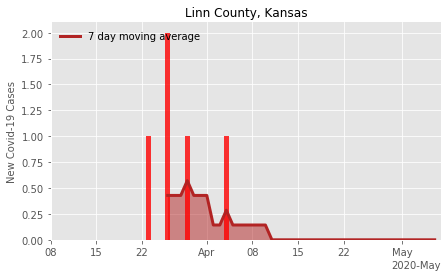 Linn County, Kansas
7 day moving average
New Covid-19 Cases
2.00
1.75
1.50
1.25
1.00
0.75
0.50
0.25
0.00
08 15 22 Apr 08 15 22 May
2020-May